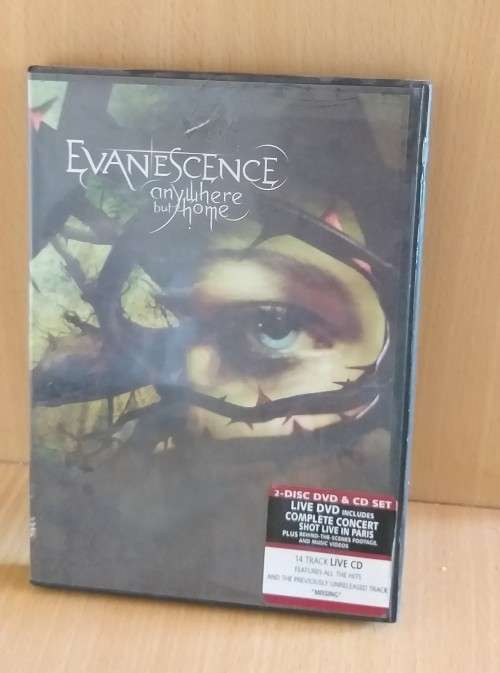 EVANESCENCE
anywhere
but home
2-DISC DVD & CD SET
LIVE DVD INCLUDES
COMPLETE CONCERT
SHOT LIVE IN PARIS
PLUS BEHIND-THE-SCENES FOOTAGE,
AND MUSIC VIDEOS
14 TRACK LIVE CD
FEATURES ALL THE HITS
AND THE PREVIOUSLY UNRELEASED TRACK
"MISSING"